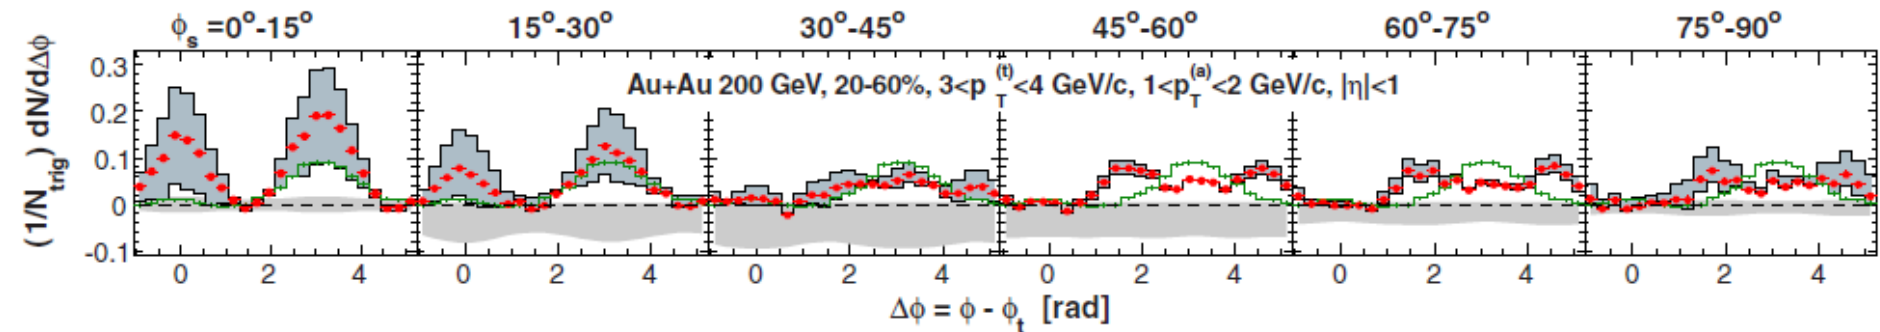 ϕs =0°-15° 15°-30° 30°-45° 45°-60° 60°-75° 75°-90°
Au+Au 200 GeV, 20-60%, 3<pT(t)<4 GeV/c, 1<pT(a)<2 GeV/c, |η|<1
(1/Ntrig) dN/dΔϕ
0.3
0.2
0.1
0
-0.1
0 2 4 0 2 4 0 2 4 0 2 4 0 2 4 0 2 4
Δϕ = ϕ - ϕt [rad]